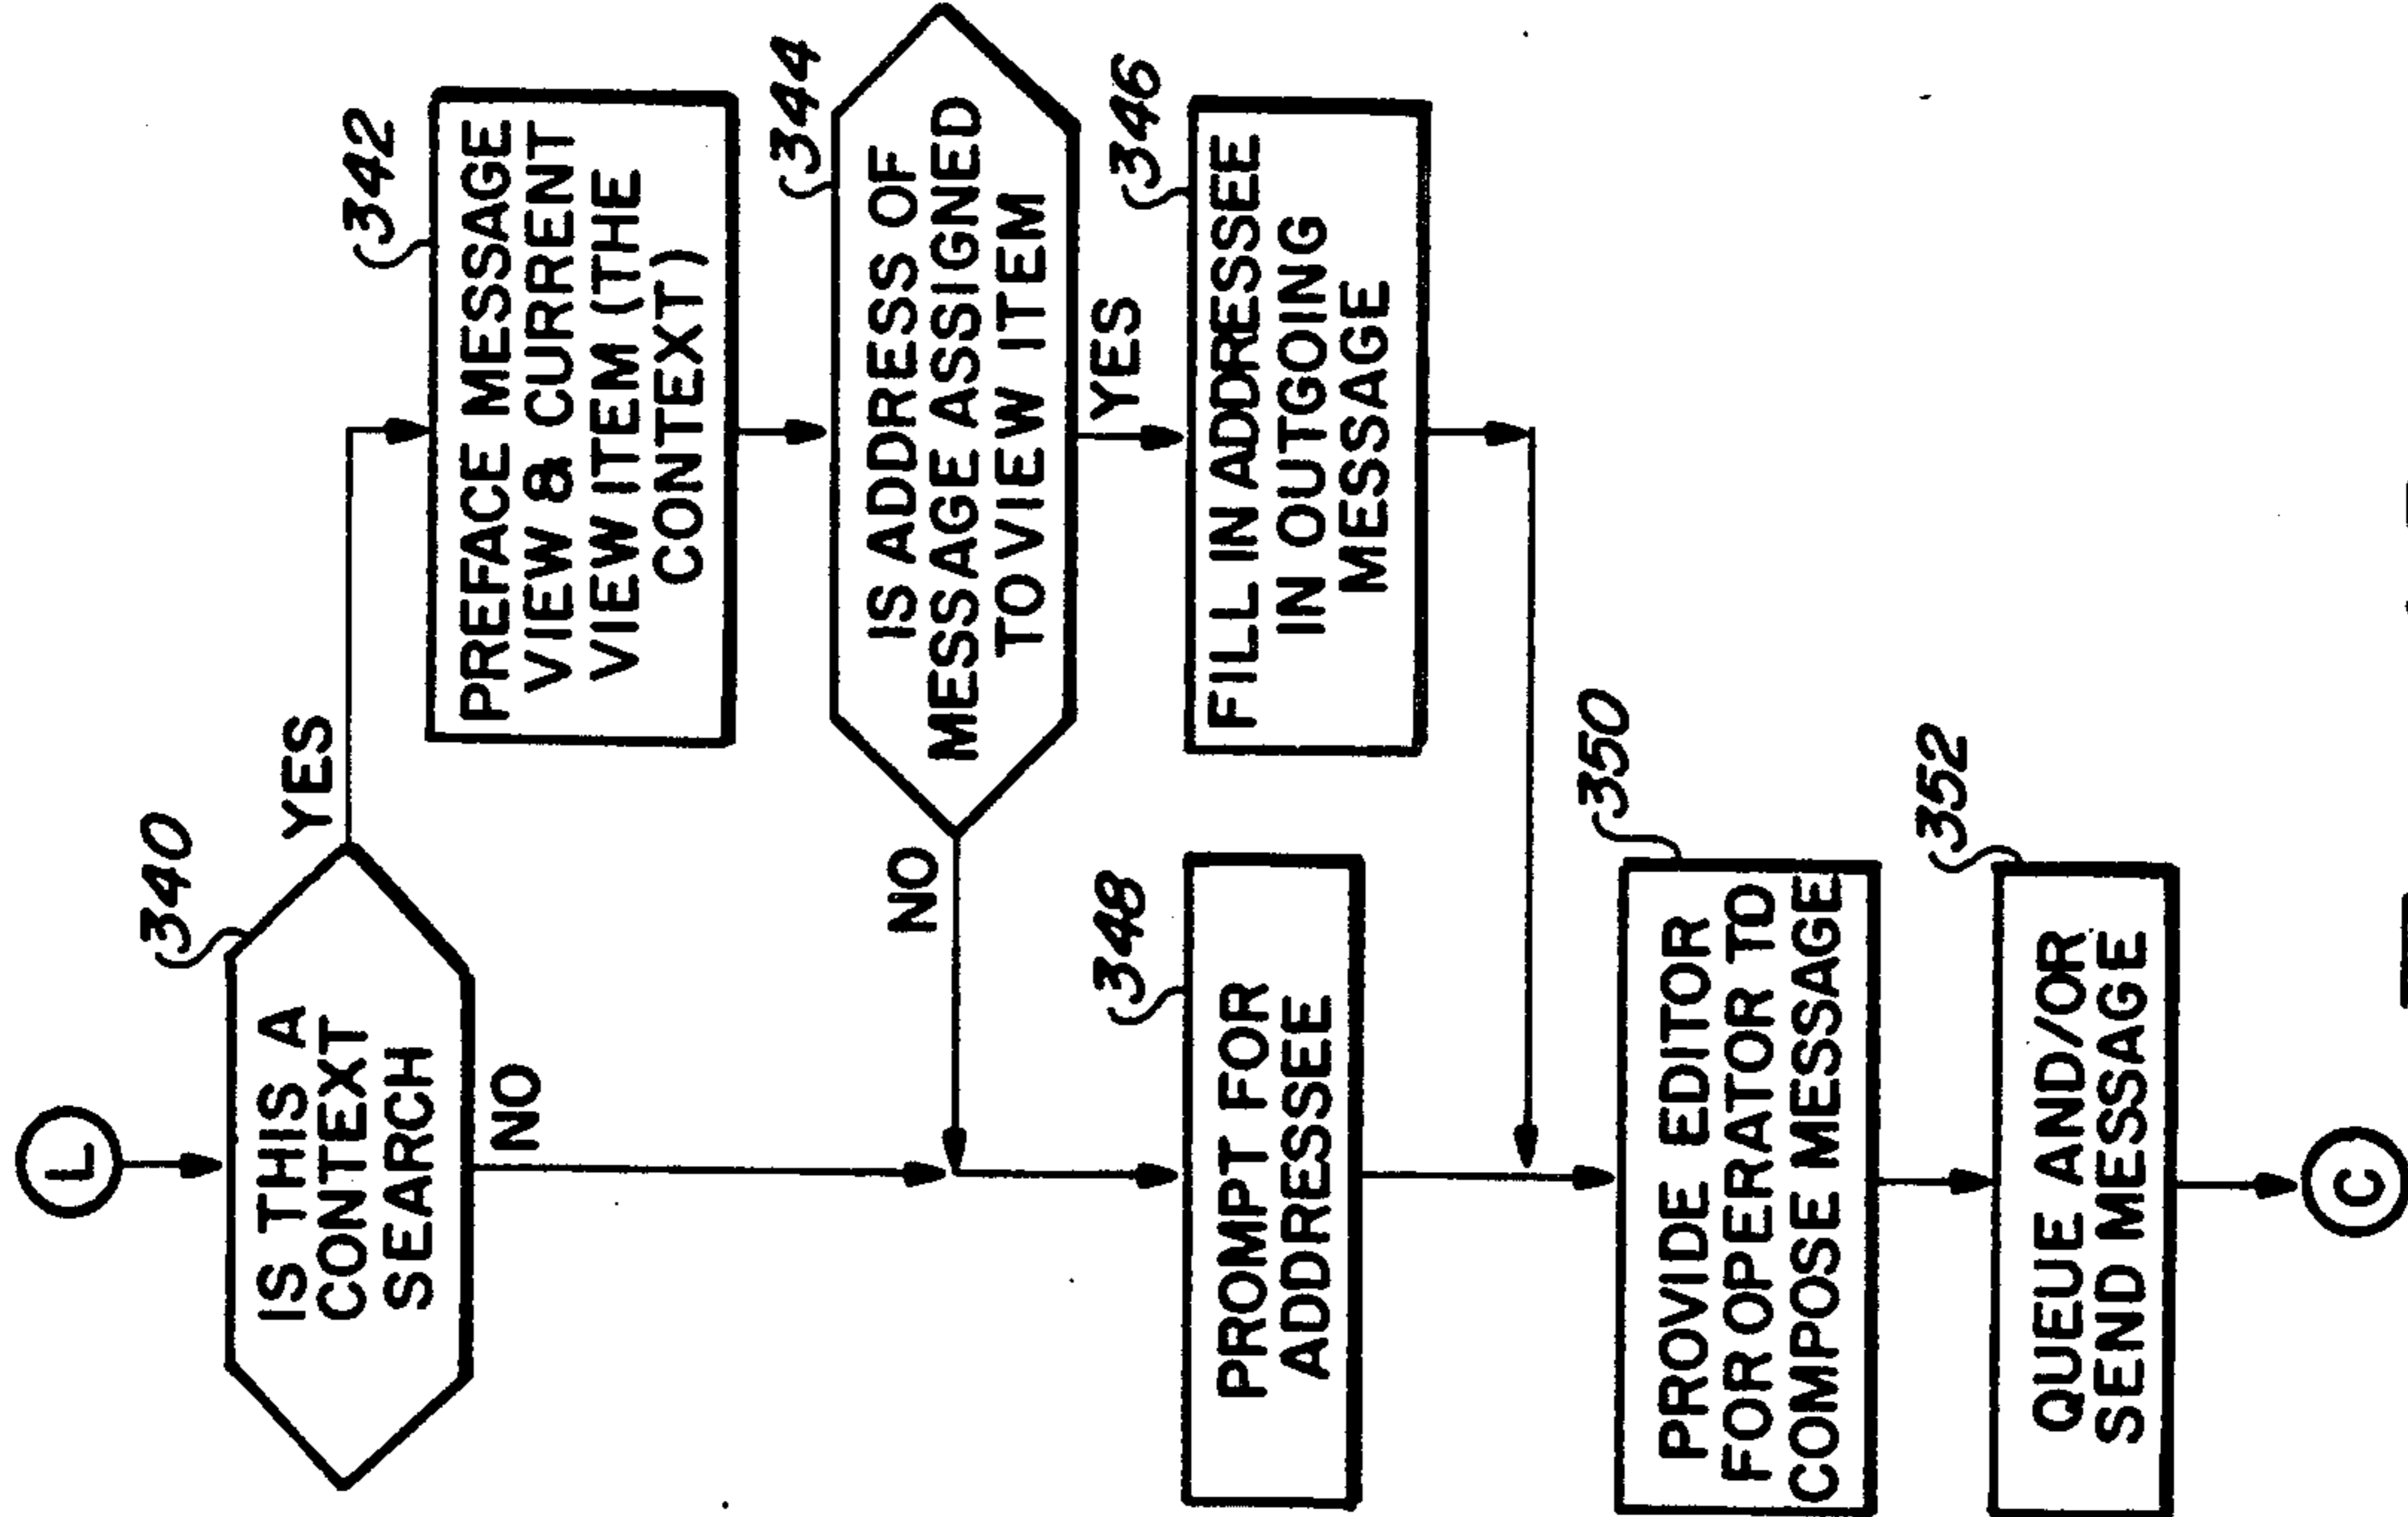 L
340
IS THIS A
CONTEXT
SEARCH
YES
NO
342
PREFACE MESSAGE
VIEW & CURRENT
VIEW ITEM (THE
CONTEXT)
344
IS ADDRESS OF
MESSAGE ASSIGNED
TO VIEW ITEM
NO
YES
346
FILL IN ADDRESSEE
IN OUTGOING
MESSAGE
348
PROMPT FOR
ADDRESSEE
350
PROVIDE EDITOR
FOR OPERATOR TO
COMPOSE MESSAGE
352
QUEUE AND/OR
SEND MESSAGE
C